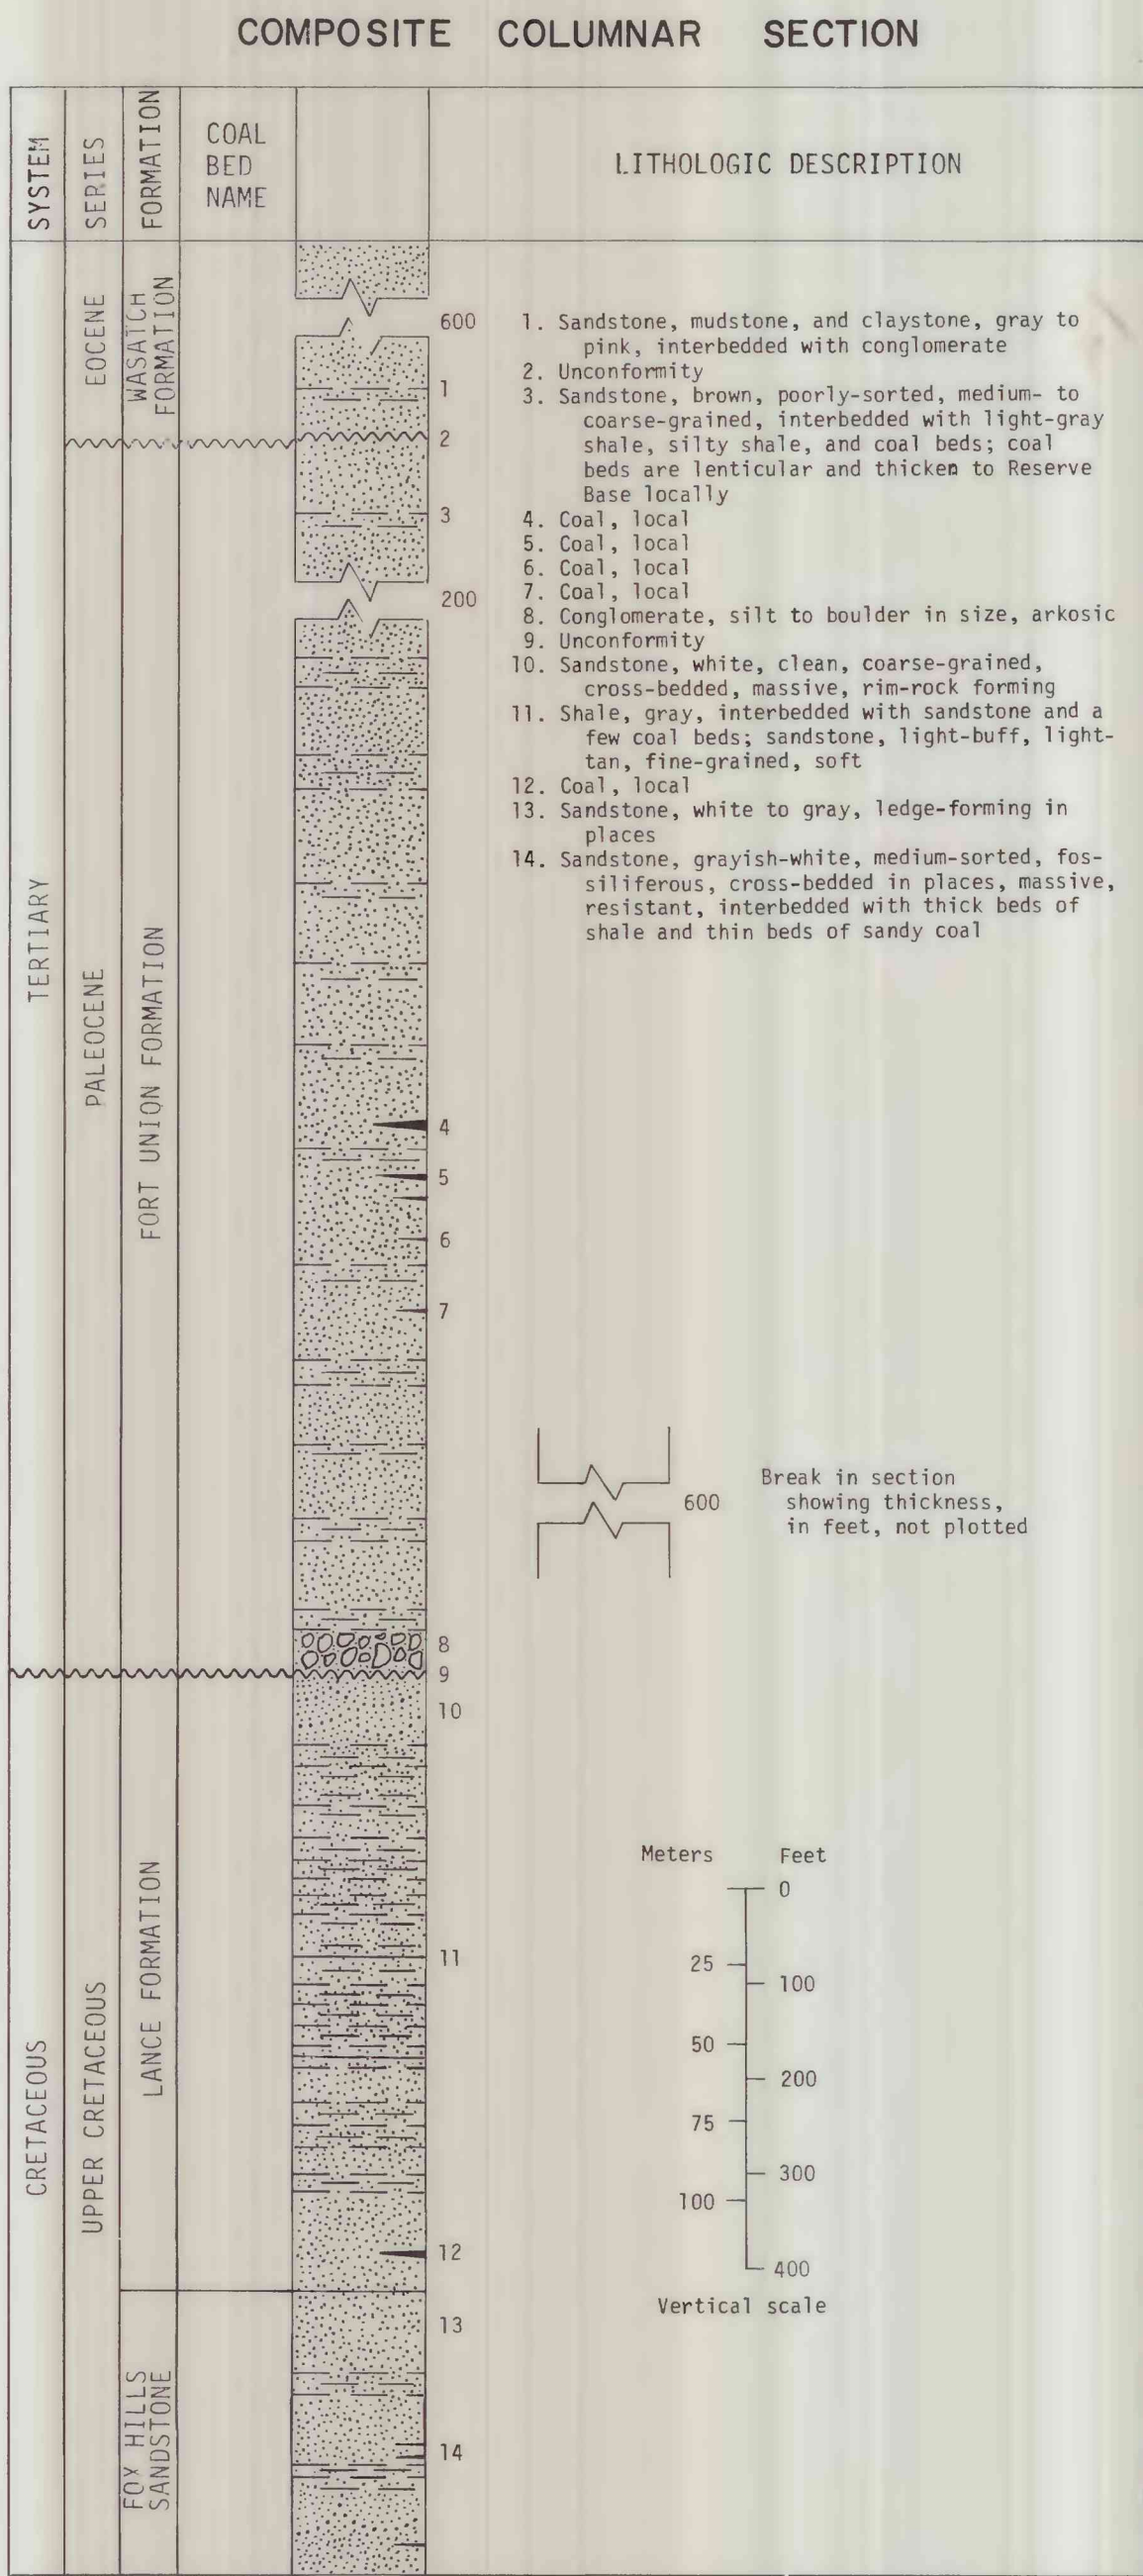 COMPOSITE COLUMNAR SECTION
SYSTEM
SERIES
FORMATION
COAL
BED
NAME
LITHOLOGIC DESCRIPTION
TERTIARY
CRETACEOUS
EOCENE
PALEOCENE
UPPER CRETACEOUS
WASATCH
FORMATION
FORT UNION FORMATION
LANCE FORMATION
FOX HILLS
SANDSTONE
600
1
2
3
200
4
5
6
7
8
9
10
11
12
13
14
1. Sandstone, mudstone, and claystone, gray to
pink, interbedded with conglomerate
2. Unconformity
3. Sandstone, brown, poorly-sorted, medium- to
coarse-grained, interbedded with light-gray
shale, silty shale, and coal beds; coal
beds are lenticular and thicken to Reserve
Base locally
4. Coal, local
5. Coal, local
6. Coal, local
7. Coal, local
8. Conglomerate, silt to boulder in size, arkosic
9. Unconformity
10. Sandstone, white, clean, coarse-grained,
cross-bedded, massive, rim-rock forming
11. Shale, gray, interbedded with sandstone and a
few coal beds; sandstone, light-buff, light-
tan, fine-grained, soft
12. Coal, local
13. Sandstone, white to gray, ledge-forming in
places
14. Sandstone, grayish-white, medium-sorted, fos-
siliferous, cross-bedded in places, massive,
resistant, interbedded with thick beds of
shale and thin beds of sandy coal
600
Break in section
showing thickness,
in feet, not plotted
Meters Feet
0
25
100
50
200
75
300
100
400
Vertical scale